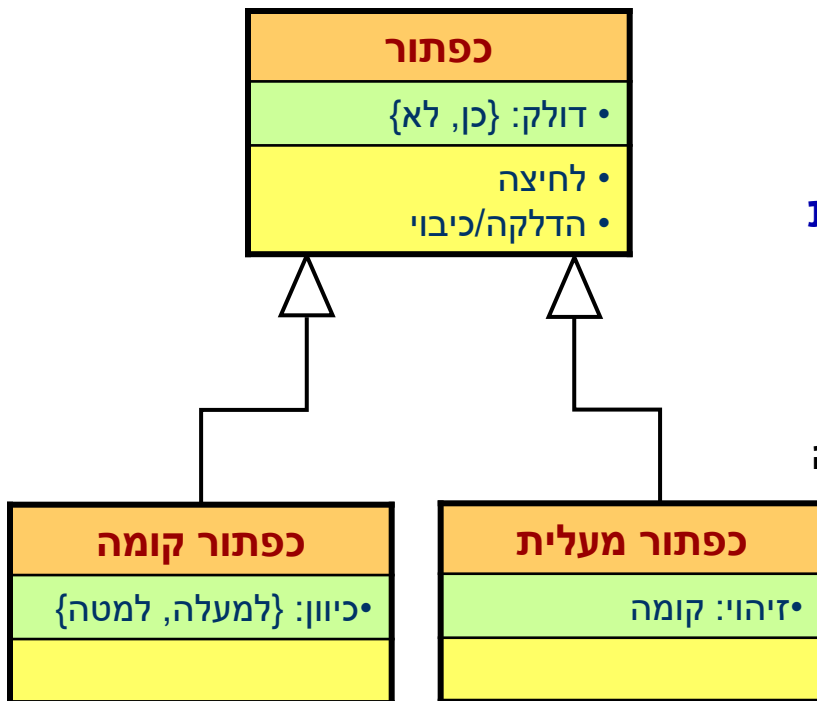 כפתור
• דולק: {כן, לא}
• לחיצה
• הדלקה/כיבוי
כפתור מעלית
•זיהוי: קומה
כפתור קומה
•כיוון: {למעלה, למטה}